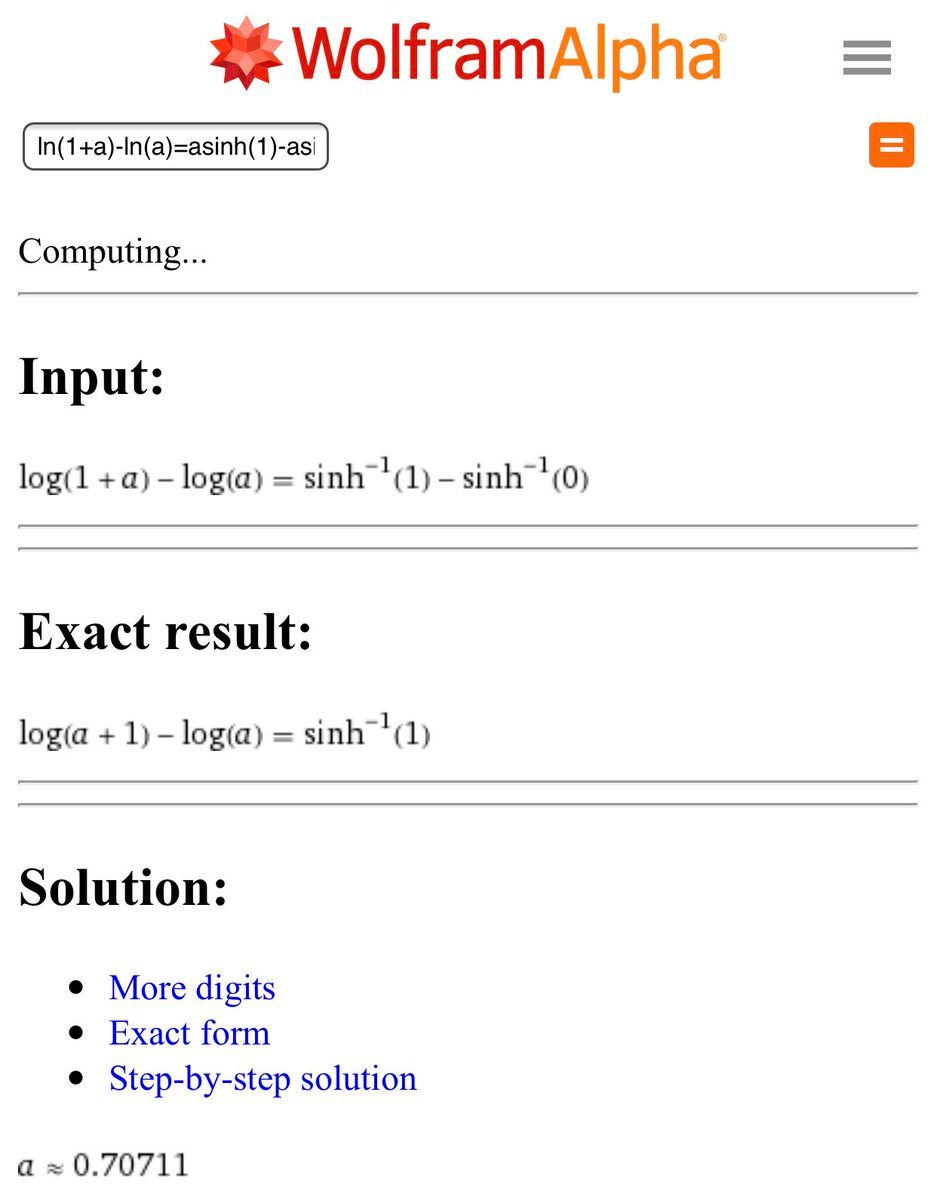 WolframAlpha®
ln(1+a)-ln(a)=asinh(1)-asi
=
Computing...
Input:
log(1 + a) – log(a) = sinh⁻¹(1) – sinh⁻¹(0)
Exact result:
log(a + 1) – log(a) = sinh⁻¹(1)
Solution:
• More digits
• Exact form
• Step-by-step solution
a ≈ 0.70711